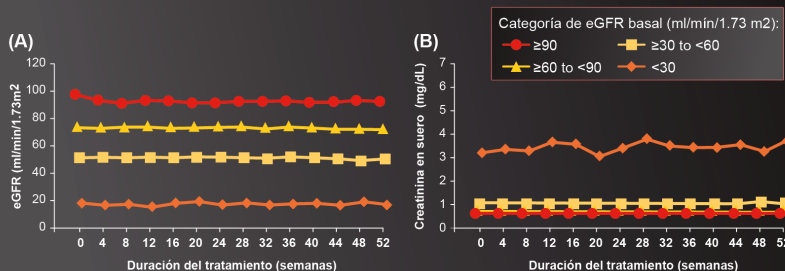 Categoría de eGFR basal (ml/mín/1.73 m2):
≥90
≥30 to <60
≥60 to <90
<30
(A)
eGFR (ml/min/1.73m2
120
100
80
60
40
20
0
0 4 8 12 16 20 24 28 32 36 40 44 48 52
Duración del tratamiento (semanas)
(B)
Creatinina en suero (mg/dL)
7
6
5
4
3
2
1
0
0 4 8 12 16 20 24 28 32 36 40 44 48 52
Duración del tratamiento (semanas)